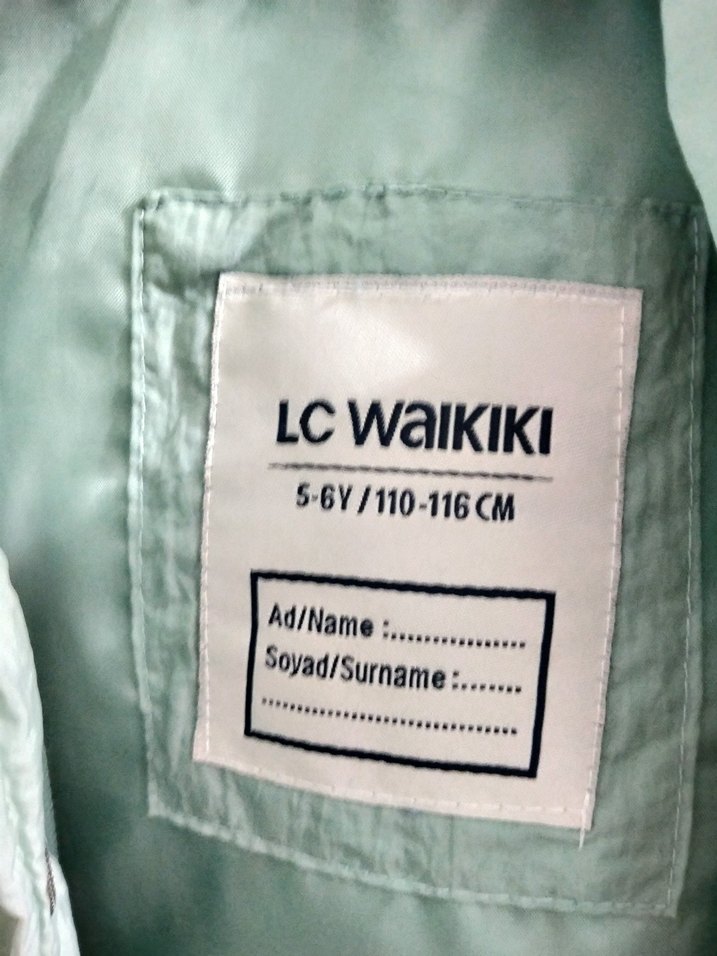 LC WAIKIKI
5-6Y / 110-116 CM
Ad/Name :.................
Soyad/Surname :........
...............................